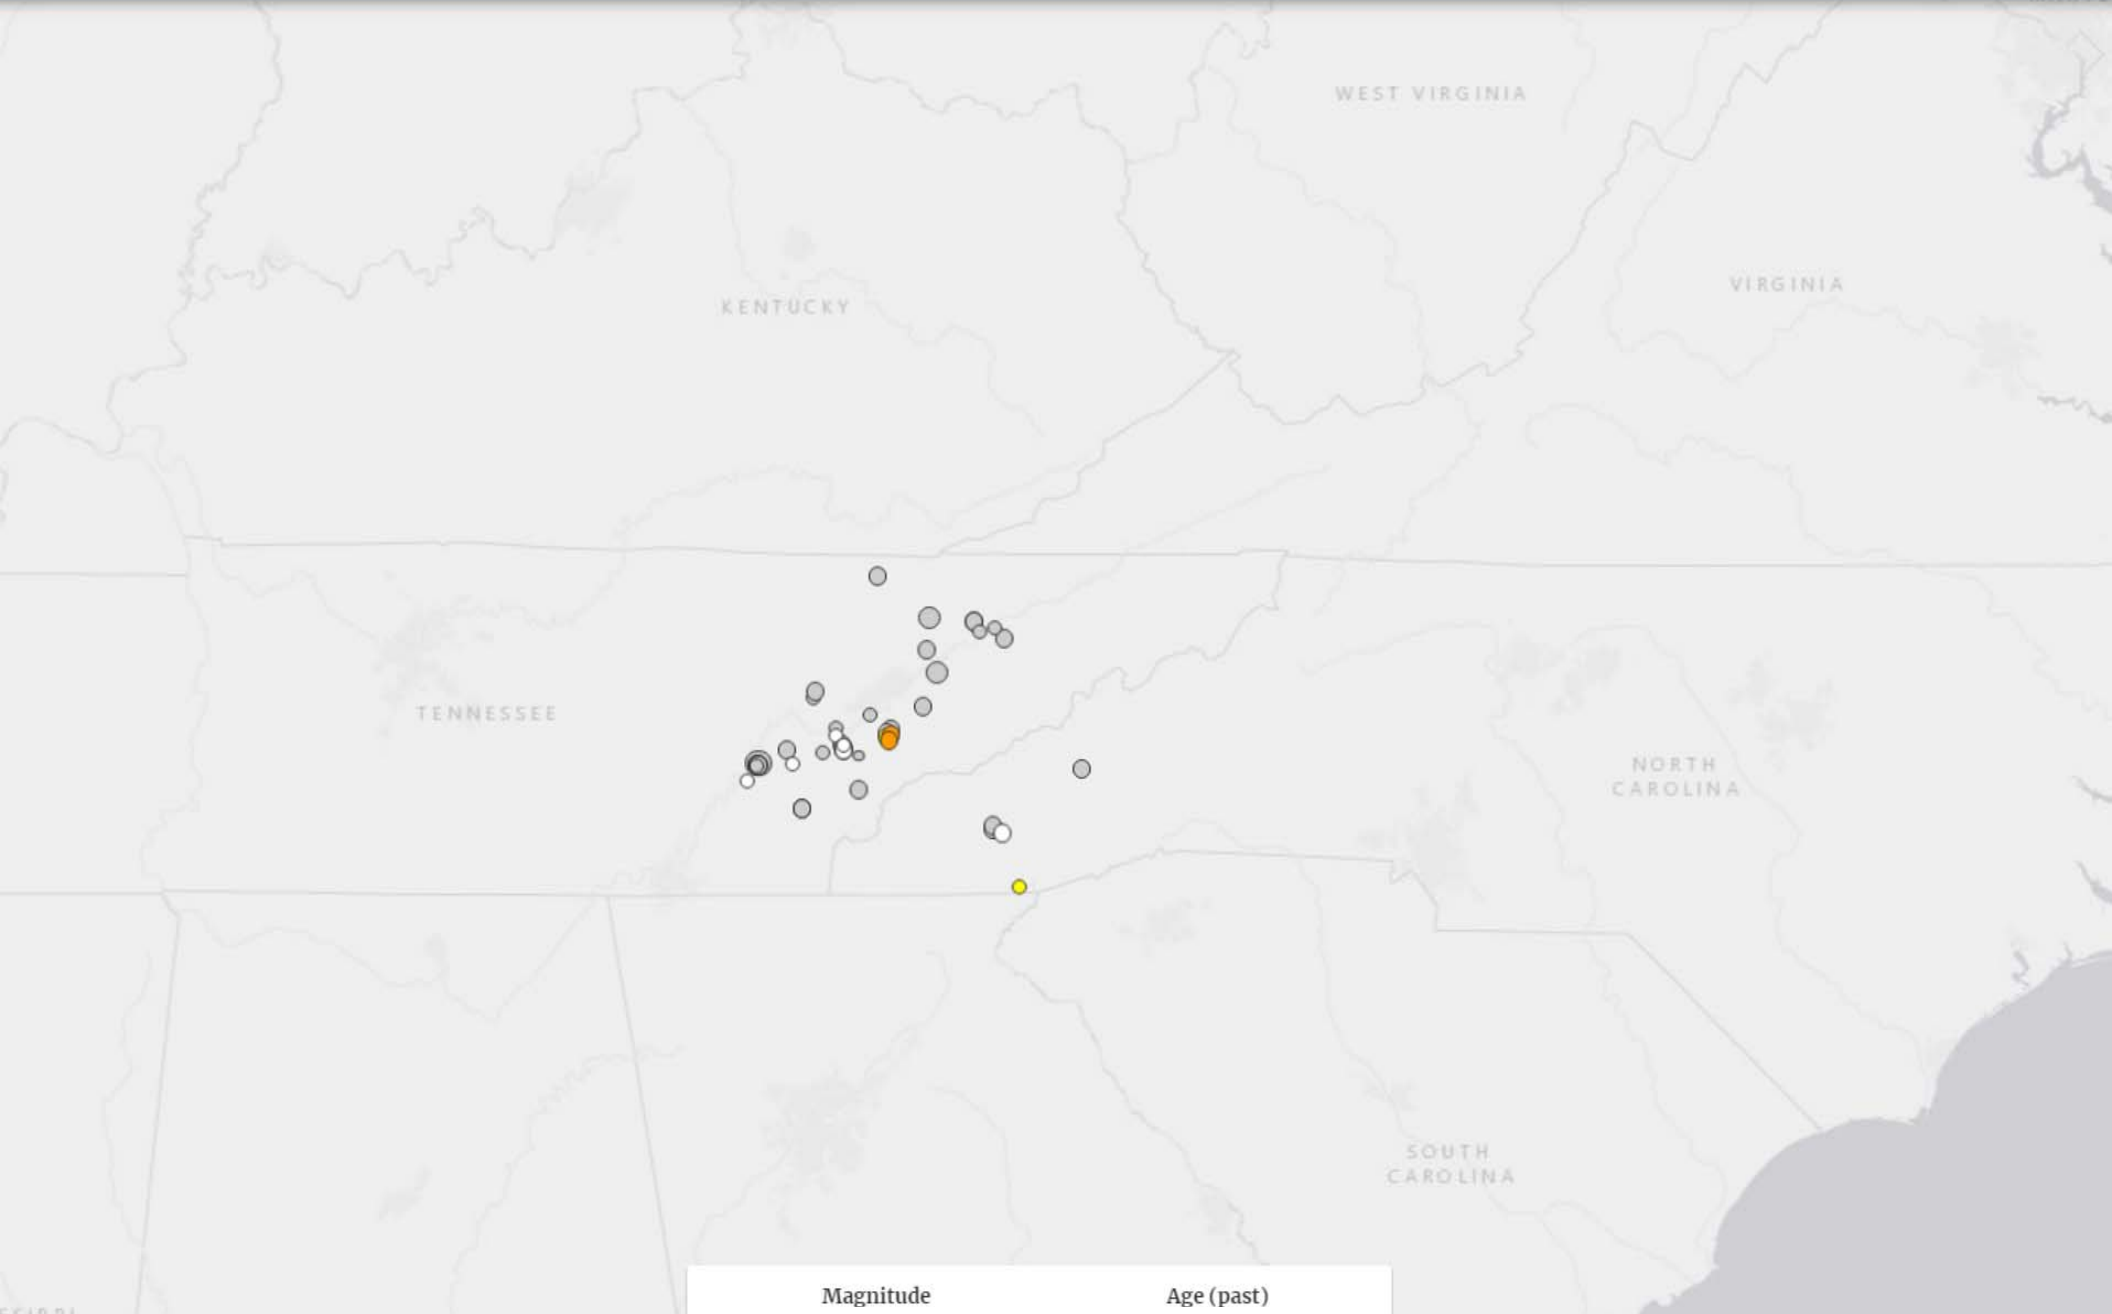 WEST VIRGINIA
VIRGINIA
KENTUCKY
TENNESSEE
NORTH
CAROLINA
SOUTH
CAROLINA
Magnitude
Age (past)